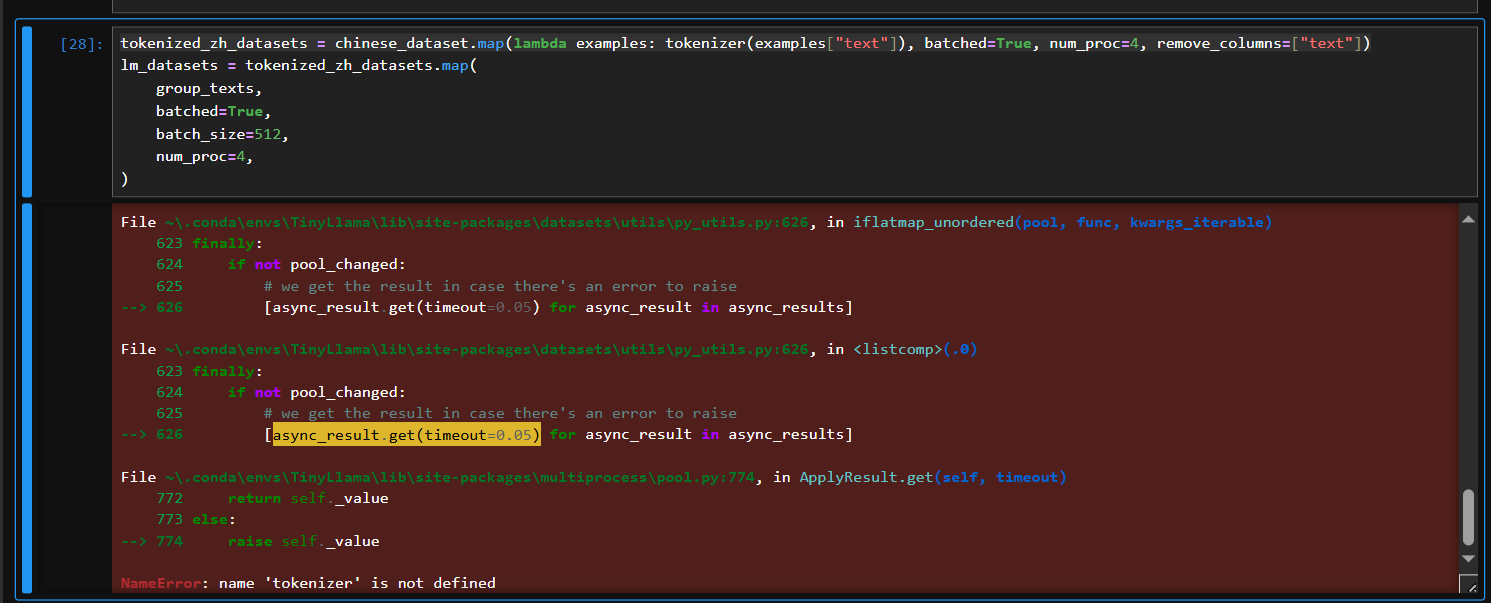 [28]: tokenized_zh_datasets = chinese_dataset.map(lambda examples: tokenizer(examples["text"]), batched=True, num_proc=4, remove_columns=["text"])
lm_datasets = tokenized_zh_datasets.map(
    group_texts,
    batched=True,
    batch_size=512,
    num_proc=4,
)
File ~\.conda\envs\TinyLlama\lib\site-packages\datasets\utils\py_utils.py:626, in iflatmap_unordered(pool, func, kwargs_iterable)
    623 finally:
    624     if not pool_changed:
    625         # we get the result in case there's an error to raise
--> 626         [async_result.get(timeout=0.05) for async_result in async_results]
File ~\.conda\envs\TinyLlama\lib\site-packages\datasets\utils\py_utils.py:626, in <listcomp>(.0)
    623 finally:
    624     if not pool_changed:
    625         # we get the result in case there's an error to raise
--> 626         [async_result.get(timeout=0.05) for async_result in async_results]
File ~\.conda\envs\TinyLlama\lib\site-packages\multiprocess\pool.py:774, in ApplyResult.get(self, timeout)
    772     return self._value
    773 else:
--> 774     raise self._value
NameError: name 'tokenizer' is not defined